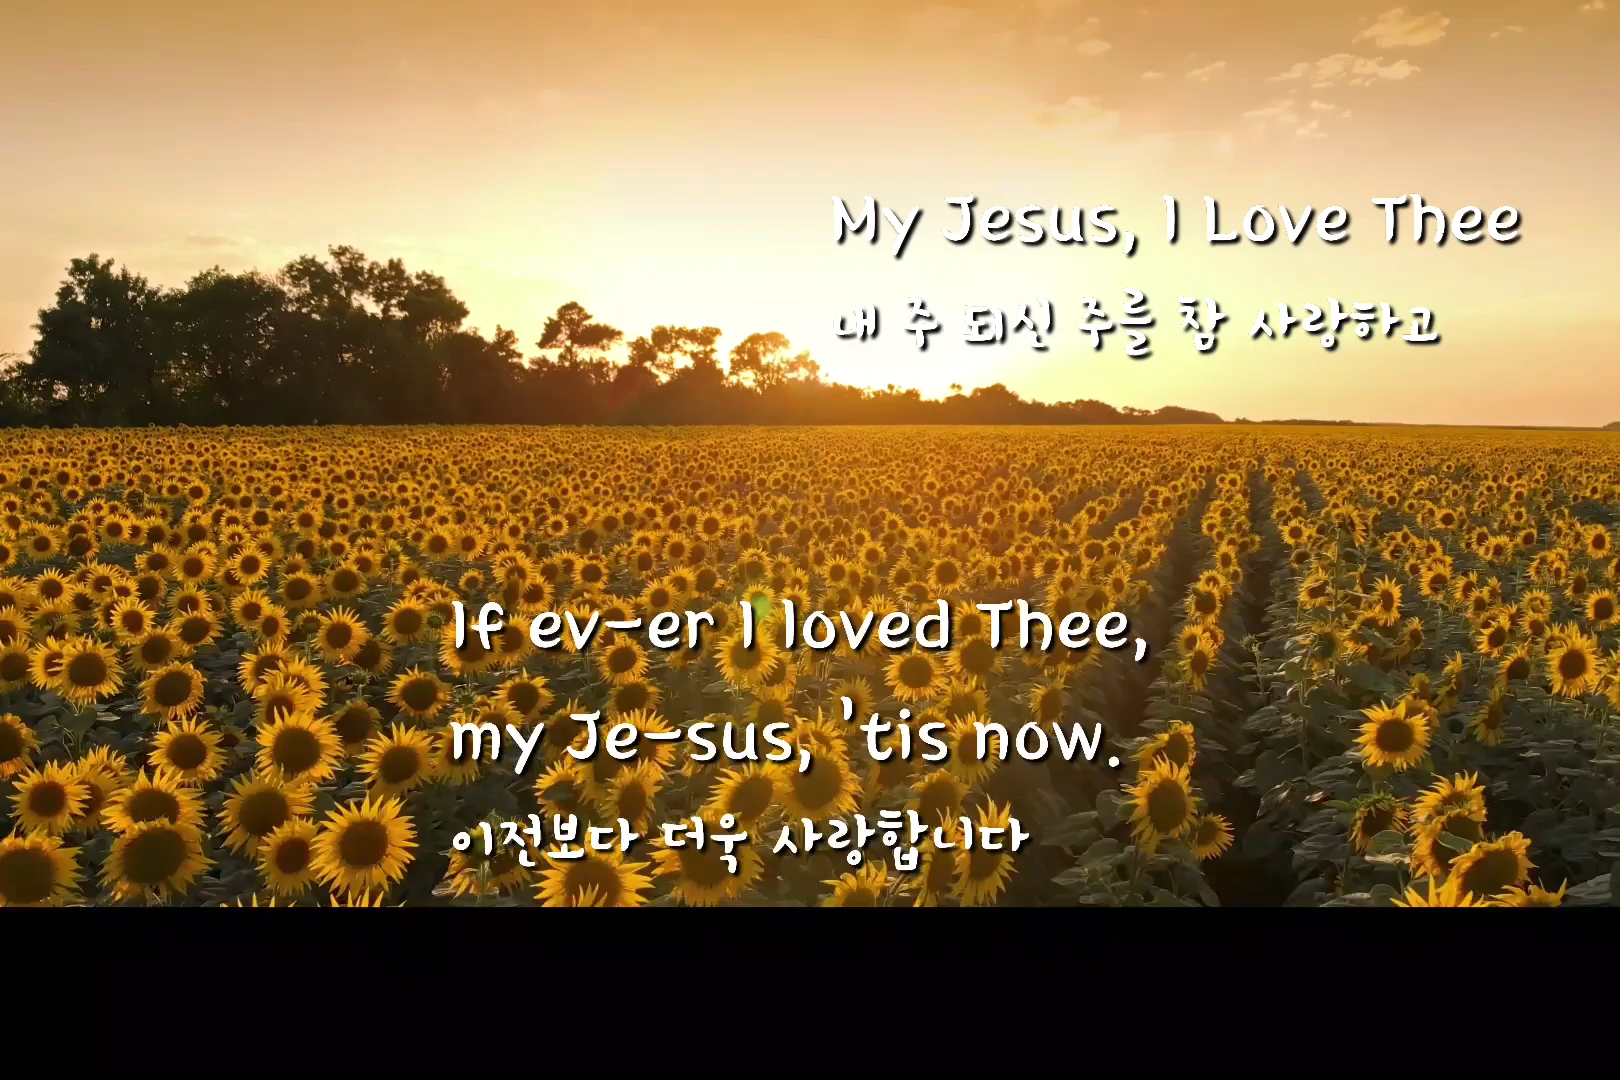 My Jesus, I Love Thee
내 주 되신 주를 참 사랑하고
If ev-er I loved Thee,
my Je-sus, 'tis now.
이전보다 더욱 사랑합니다